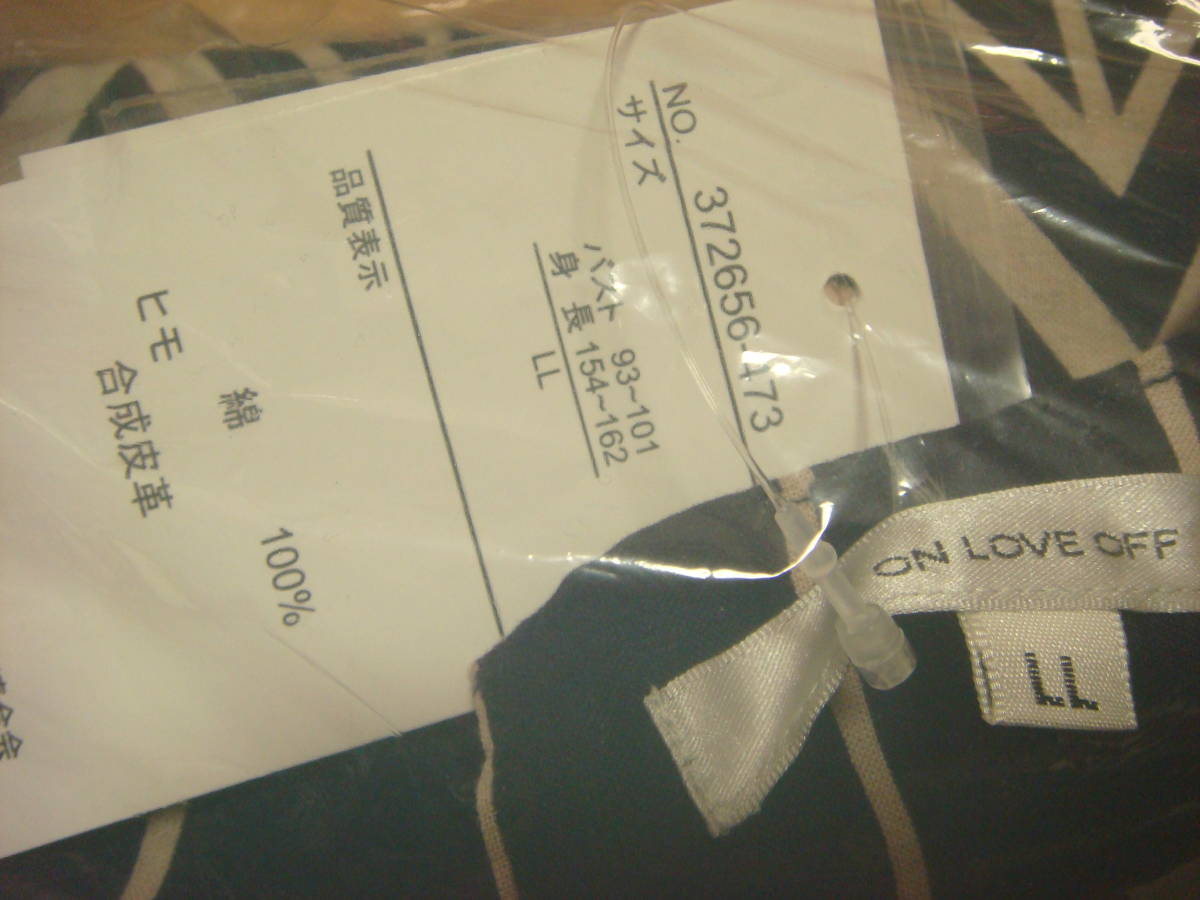 NO. 372656-473
サイズ
バスト 93~101
身 長 154~162
LL
品質表示
綿 100%
ヒモ 合成皮革
ON LOVE OFF
LL